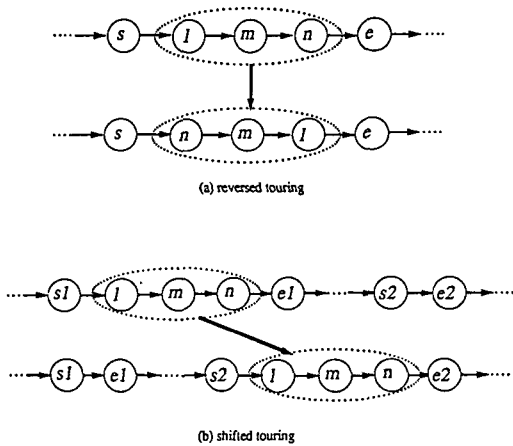 s l m n e
s n m l e
(a) reversed touring
s1 l m n e1 s2 e2
s1 e1 s2 l m n e2
(b) shifted touring